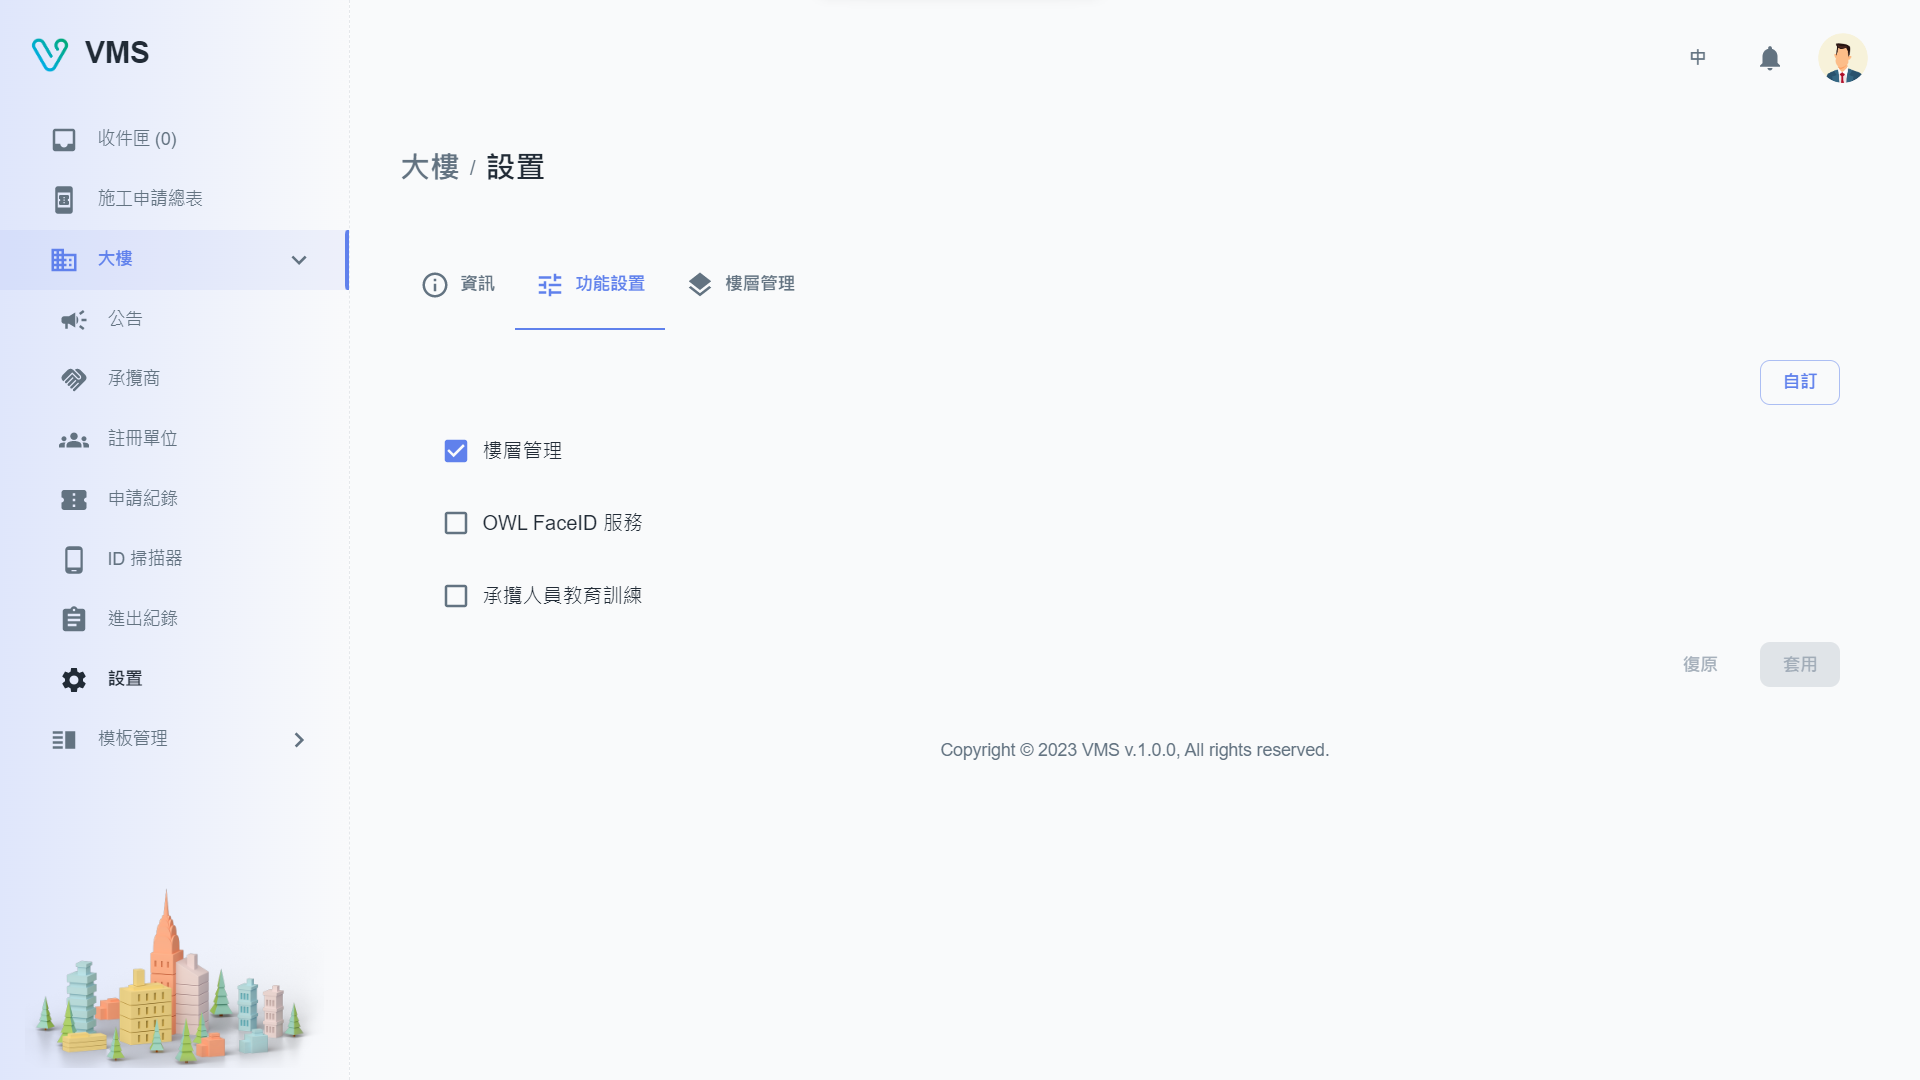 VMS
中
收件匣 (0)
施工申請總表
大樓
公告
承攬商
註冊單位
申請紀錄
ID 掃描器
進出紀錄
設置
模板管理
大樓 / 設置
資訊
功能設置
樓層管理
自訂
樓層管理
OWL FaceID 服務
承攬人員教育訓練
復原
套用
Copyright © 2023 VMS v.1.0.0, All rights reserved.